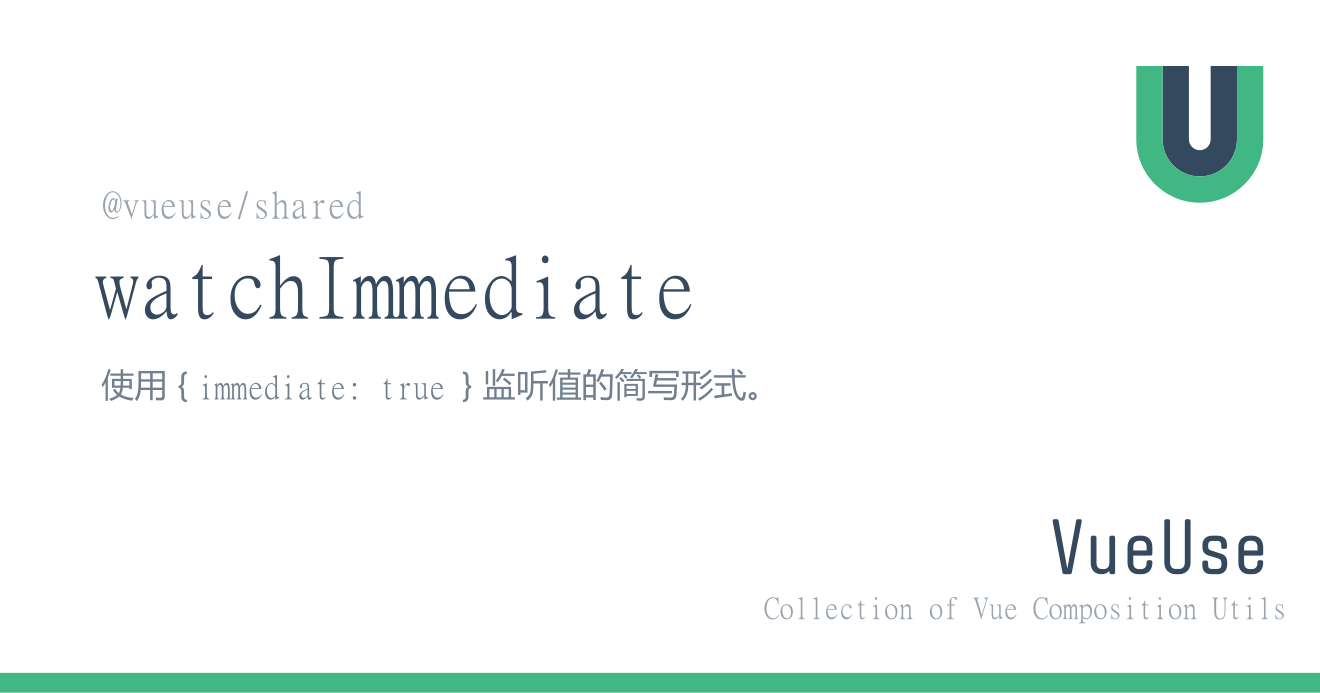 @vueuse/shared
watchImmediate
使用 { immediate: true } 监听值的简写形式。
VueUse
Collection of Vue Composition Utils